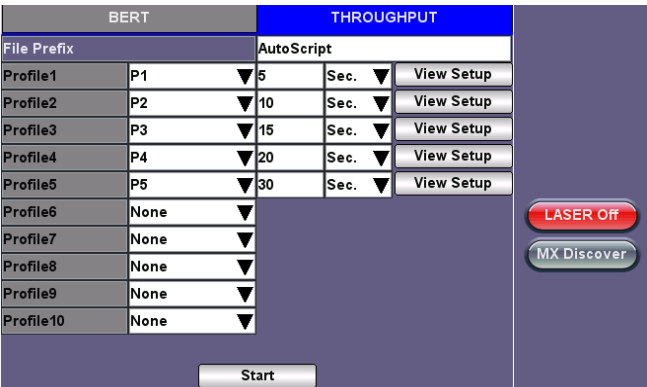 BERT THROUGHPUT
File Prefix AutoScript
Profile1 P1 5 Sec. View Setup
Profile2 P2 10 Sec. View Setup
Profile3 P3 15 Sec. View Setup
Profile4 P4 20 Sec. View Setup
Profile5 P5 30 Sec. View Setup
Profile6 None
LASER Off
Profile7 None
MX Discover
Profile8 None
Profile9 None
Profile10 None
Start